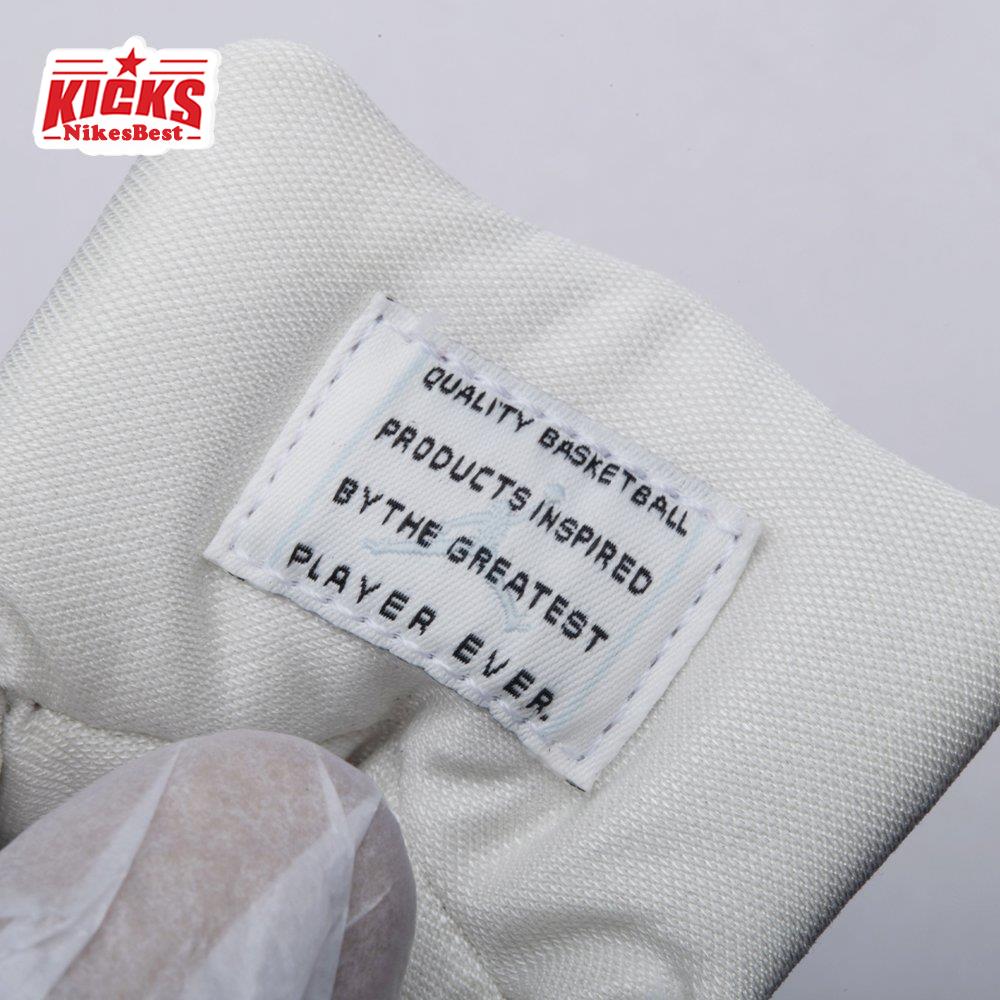 KICKS
NikesBest
QUALITY BASKETBALL
PRODUCTS INSPIRED
BY THE GREATEST
PLAYER EVER.